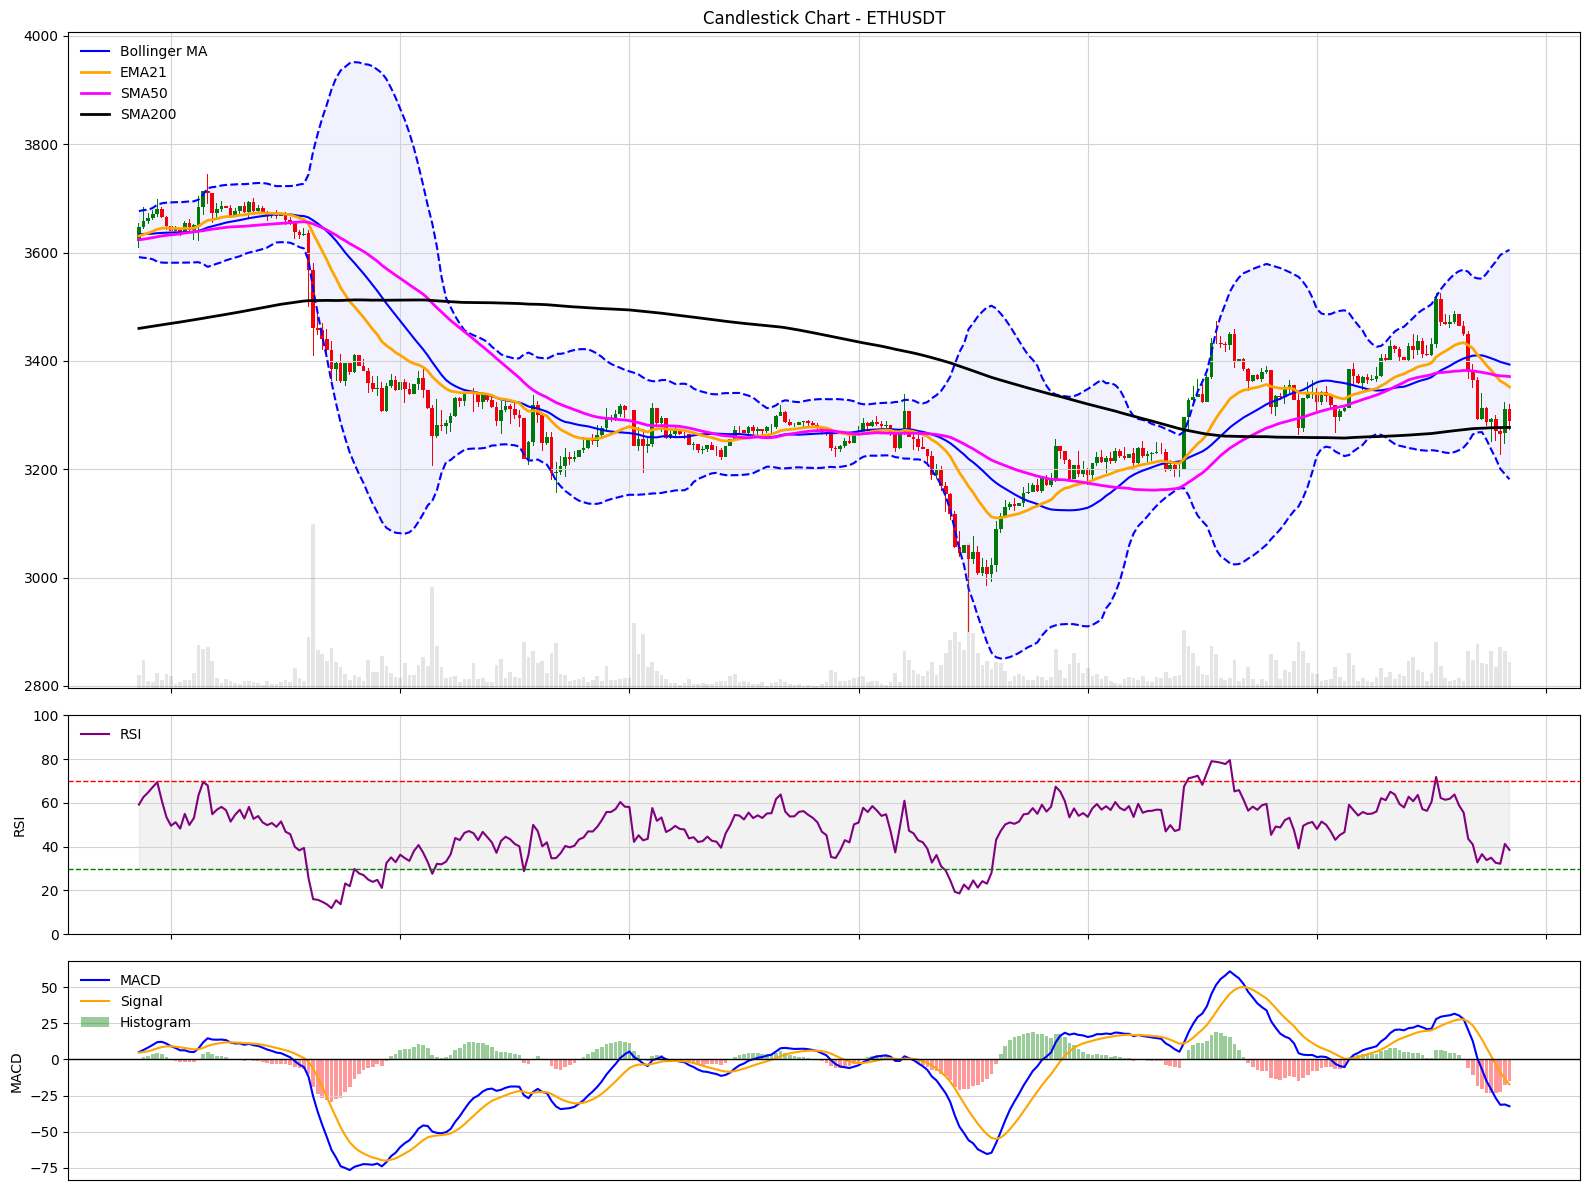 Candlestick Chart - ETHUSDT
4000
Bollinger MA
EMA21
SMA50
SMA200
3800
3600
3400
3200
3000
2800
100
RSI
80
60
RSI
40
20
0
MACD
50
Signal
25
Histogram
0
MACD
−25
−50
−75